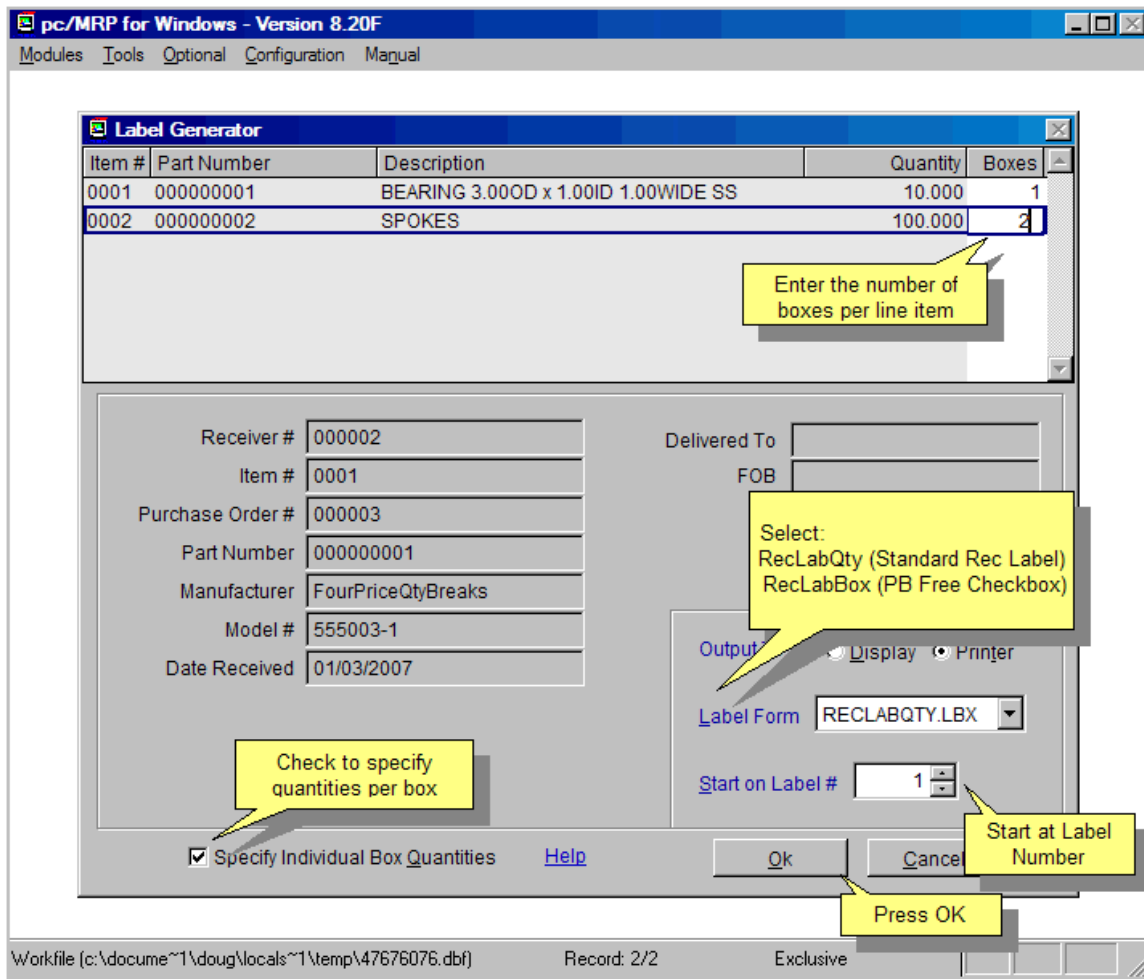 pc/MRP for Windows - Version 8.20F
Modules Tools Optional Configuration Manual
Label Generator
Item # Part Number Description Quantity Boxes
0001 000000001 BEARING 3.00OD x 1.00ID 1.00WIDE SS 10.000 1
0002 000000002 SPOKES 100.000 2
Enter the number of
boxes per line item
Receiver # 000002
Item # 0001
Purchase Order # 000003
Part Number 000000001
Manufacturer FourPriceQtyBreaks
Model # 555003-1
Date Received 01/03/2007
Delivered To
FOB
Select:
RecLabQty (Standard Rec Label)
RecLabBox (PB Free Checkbox)
Output Display Printer
Label Form RECLABQTY.LBX
Start on Label # 1
Check to specify
quantities per box
Start at Label
Number
Specify Individual Box Quantities Help Ok Cancel
Press OK
Workfile (c:\docume~1\doug\locals~1\temp\47676076.dbf) Record: 2/2 Exclusive